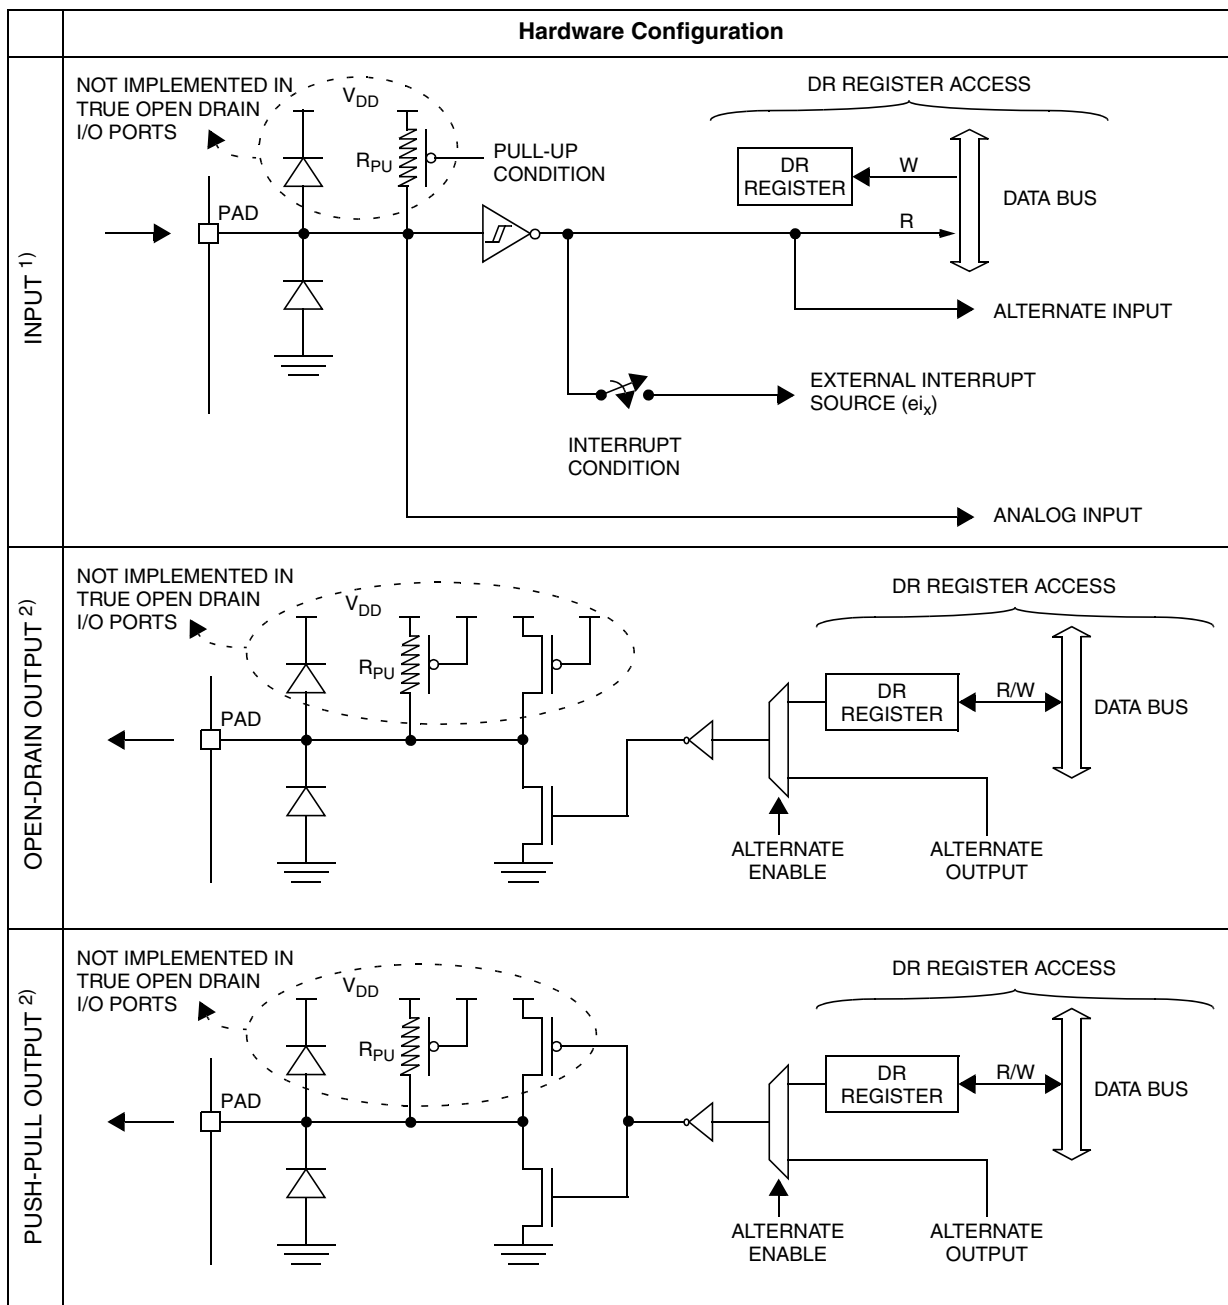 Hardware Configuration
INPUT 1)
NOT IMPLEMENTED IN
TRUE OPEN DRAIN
I/O PORTS
VDD
RPU
PULL-UP
CONDITION
PAD
DR REGISTER ACCESS
DR
REGISTER
W
R
DATA BUS
ALTERNATE INPUT
EXTERNAL INTERRUPT
SOURCE (eix)
INTERRUPT
CONDITION
ANALOG INPUT
OPEN-DRAIN OUTPUT 2)
NOT IMPLEMENTED IN
TRUE OPEN DRAIN
I/O PORTS
VDD
RPU
PAD
DR REGISTER ACCESS
DR
REGISTER
R/W
DATA BUS
ALTERNATE
ENABLE
ALTERNATE
OUTPUT
PUSH-PULL OUTPUT 2)
NOT IMPLEMENTED IN
TRUE OPEN DRAIN
I/O PORTS
VDD
RPU
PAD
DR REGISTER ACCESS
DR
REGISTER
R/W
DATA BUS
ALTERNATE
ENABLE
ALTERNATE
OUTPUT